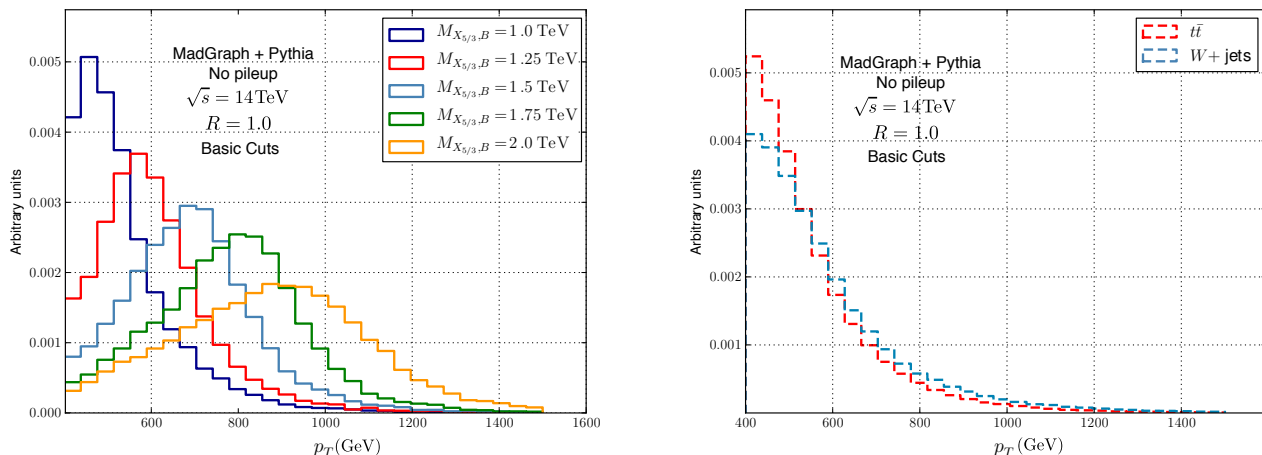 Arbitrary units
0.005
0.004
0.003
0.002
0.001
0.000
600
800
1000
1200
1400
1600
p_T(GeV)
MadGraph + Pythia
No pileup
√s = 14TeV
R = 1.0
Basic Cuts
M_{X_{5/3},B} = 1.0 TeV
M_{X_{5/3},B} = 1.25 TeV
M_{X_{5/3},B} = 1.5 TeV
M_{X_{5/3},B} = 1.75 TeV
M_{X_{5/3},B} = 2.0 TeV
Arbitrary units
0.005
0.004
0.003
0.002
0.001
400
600
800
1000
1200
1400
p_T(GeV)
MadGraph + Pythia
No pileup
√s = 14TeV
R = 1.0
Basic Cuts
tt̄
W+ jets